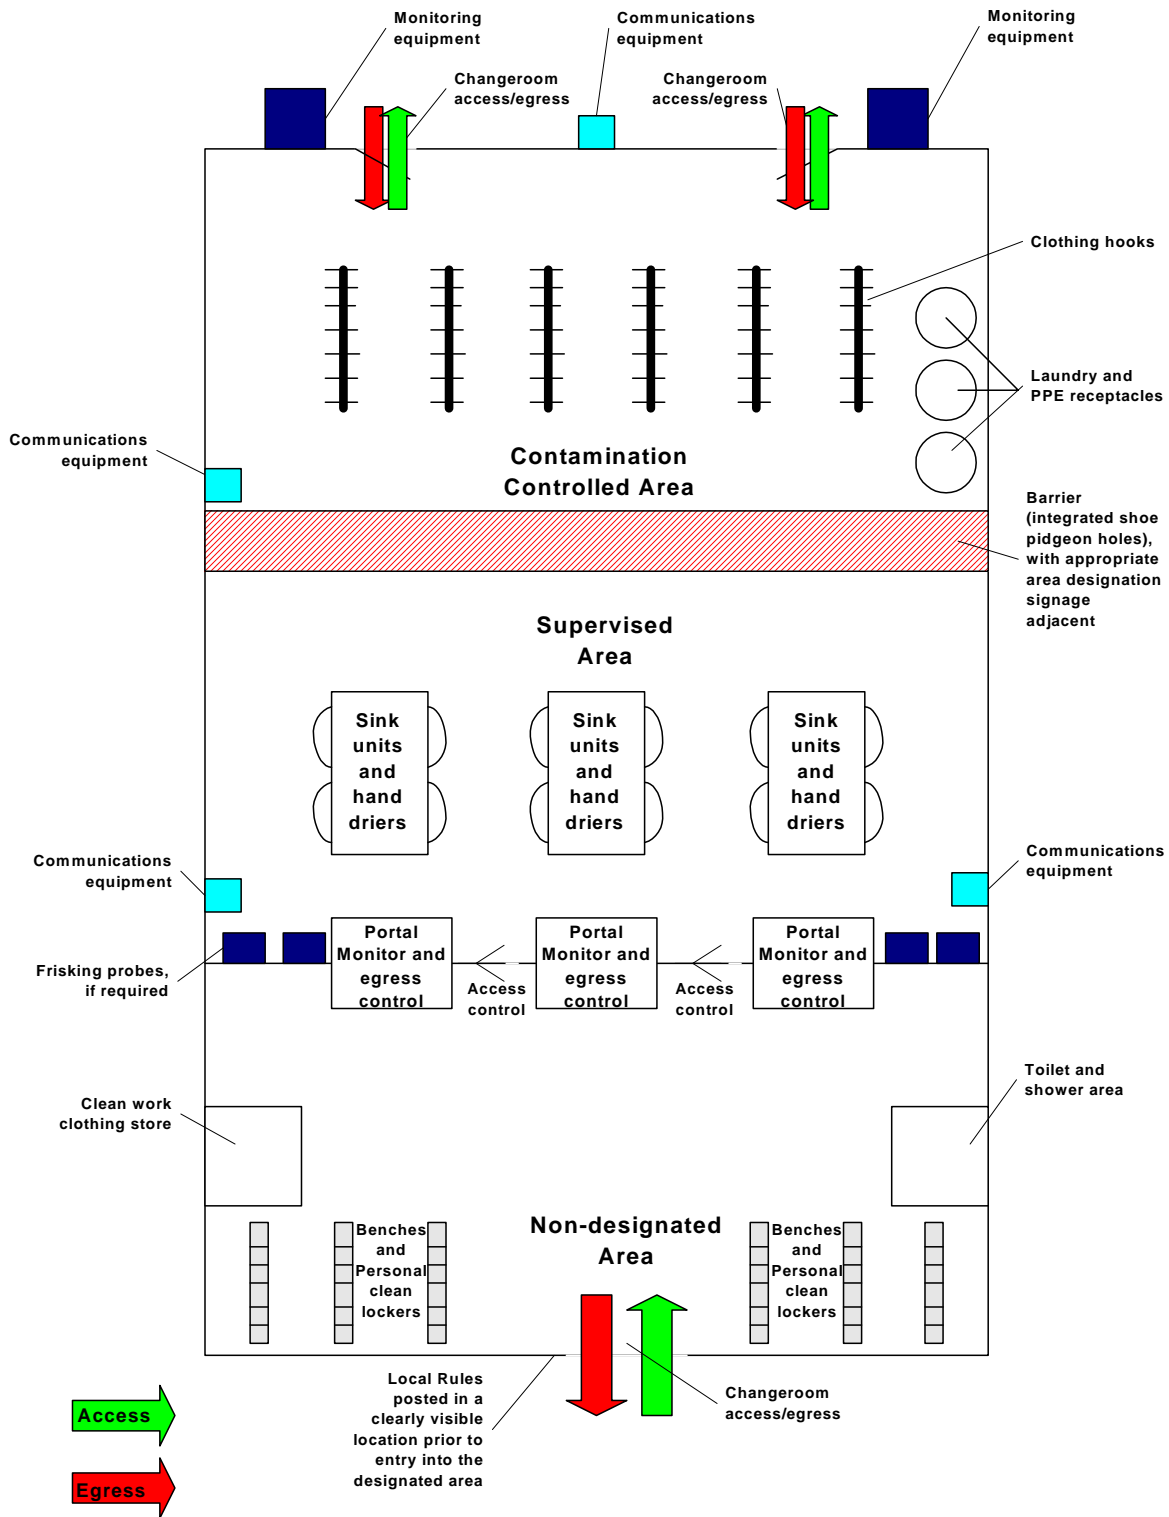 Monitoring
equipment
Communications
equipment
Monitoring
equipment
Changeroom
access/egress
Changeroom
access/egress
Clothing hooks
Laundry and
PPE receptacles
Communications
equipment
Contamination
Controlled Area
Barrier
(integrated shoe
pidgeon holes),
with appropriate
area designation
signage
adjacent
Supervised
Area
Sink
units
and
hand
driers
Sink
units
and
hand
driers
Sink
units
and
hand
driers
Communications
equipment
Communications
equipment
Frisking probes,
if required
Portal
Monitor and
egress
control
Access
control
Portal
Monitor and
egress
control
Access
control
Portal
Monitor and
egress
control
Clean work
clothing store
Toilet and
shower area
Non-designated
Area
Benches
and
Personal
clean
lockers
Benches
and
Personal
clean
lockers
Local Rules
posted in a
clearly visible
location prior to
entry into the
designated area
Changeroom
access/egress
Access
Egress